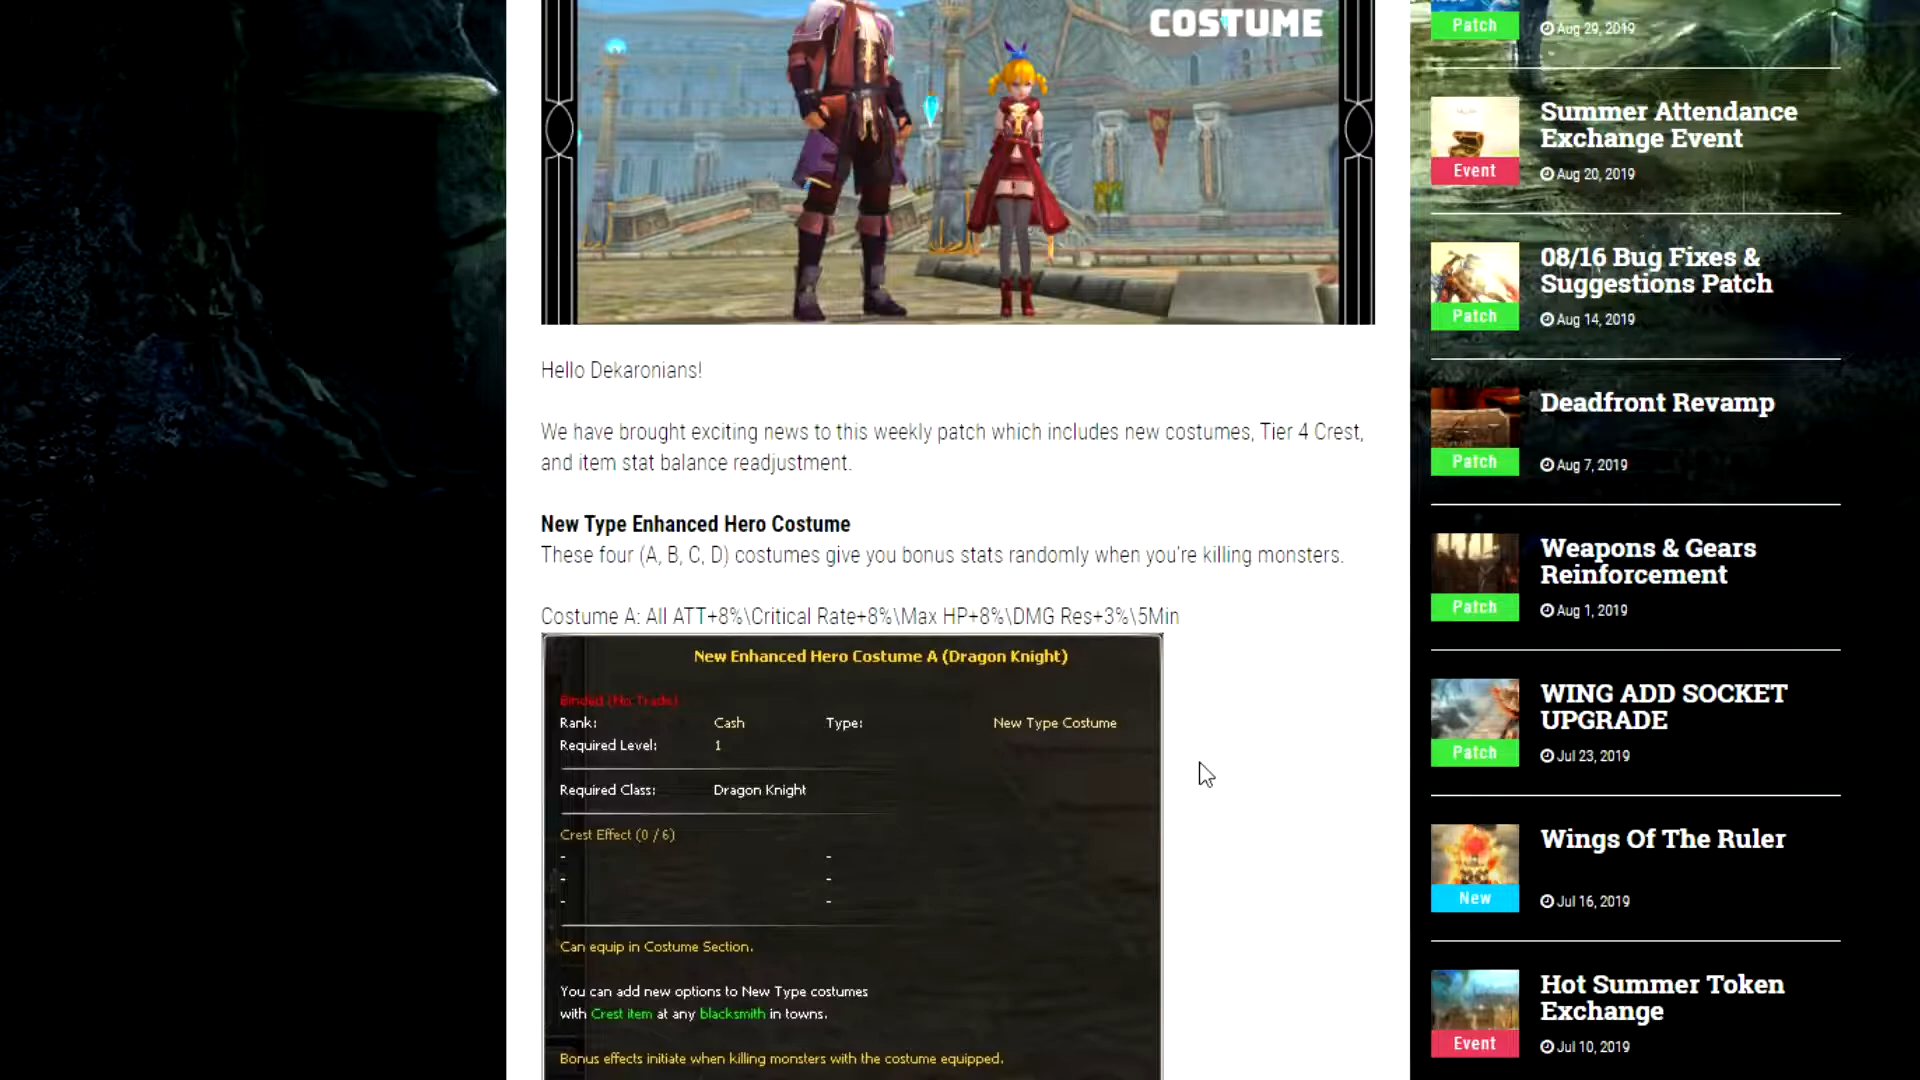 COSTUME
Hello Dekaronians!
We have brought exciting news to this weekly patch which includes new costumes, Tier 4 Crest,
and item stat balance readjustment.
New Type Enhanced Hero Costume
These four (A, B, C, D) costumes give you bonus stats randomly when you're killing monsters.
Costume A: All ATT+8%\Critical Rate+8%\Max HP+8%\DMG Res+3%\5Min
New Enhanced Hero Costume A (Dragon Knight)
Binded (No Trade)
Rank: Cash Type: New Type Costume
Required Level: 1
Required Class: Dragon Knight
Crest Effect (0 / 6)
- -
- -
- -
Can equip in Costume Section.
You can add new options to New Type costumes
with Crest item at any blacksmith in towns.
Bonus effects initiate when killing monsters with the costume equipped.
Patch
Aug 29, 2019
Summer Attendance
Exchange Event
Event
Aug 20, 2019
08/16 Bug Fixes &
Suggestions Patch
Patch
Aug 14, 2019
Deadfront Revamp
Patch
Aug 7, 2019
Weapons & Gears
Reinforcement
Patch
Aug 1, 2019
WING ADD SOCKET
UPGRADE
Patch
Jul 23, 2019
Wings Of The Ruler
New
Jul 16, 2019
Hot Summer Token
Exchange
Event
Jul 10, 2019